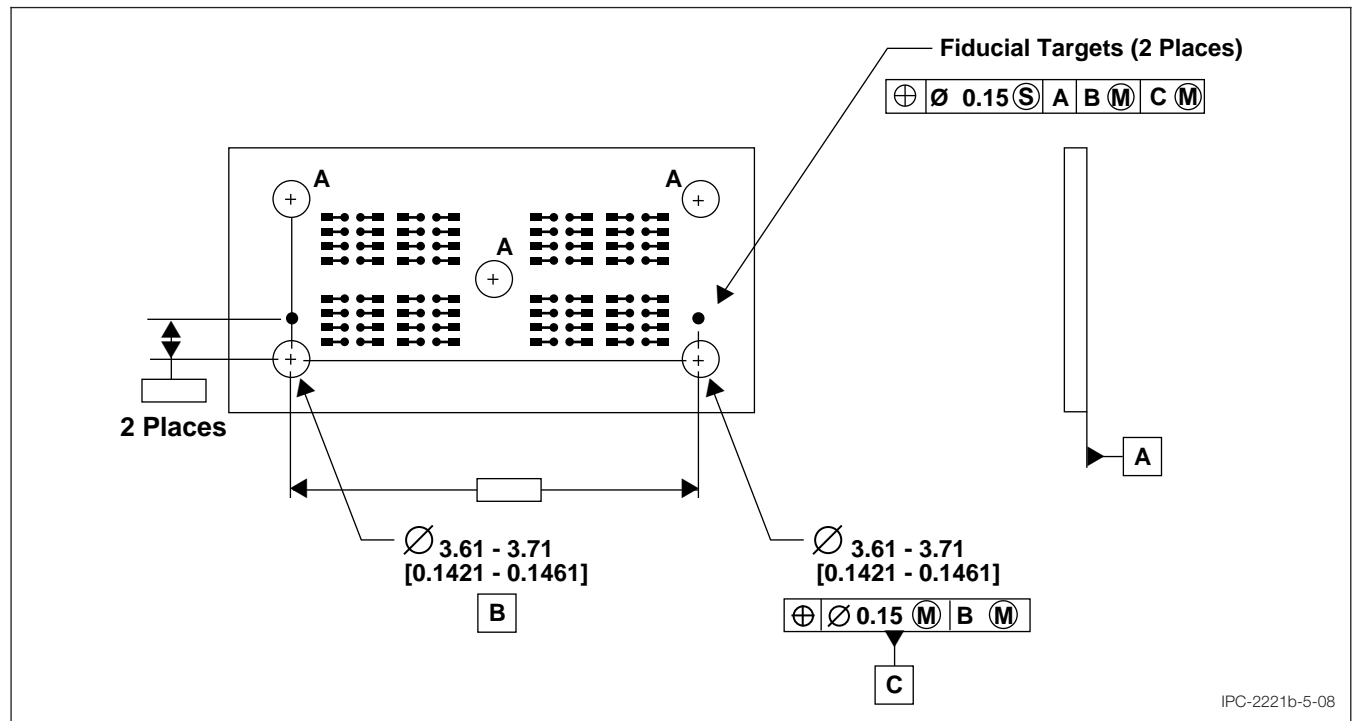 Fiducial Targets (2 Places)
⌖ Ø 0.15 Ⓢ A B Ⓜ C Ⓜ
A
A
A
2 Places
A
Ø 3.61 - 3.71
[0.1421 - 0.1461]
B
Ø 3.61 - 3.71
[0.1421 - 0.1461]
⌖ Ø 0.15 Ⓜ B Ⓜ
C
IPC-2221b-5-08